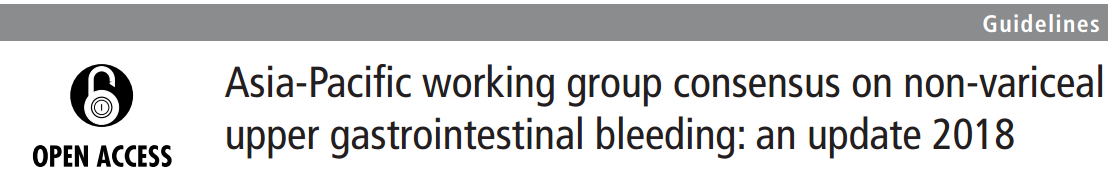 Guidelines
Asia-Pacific working group consensus on non-variceal
upper gastrointestinal bleeding: an update 2018
OPEN ACCESS